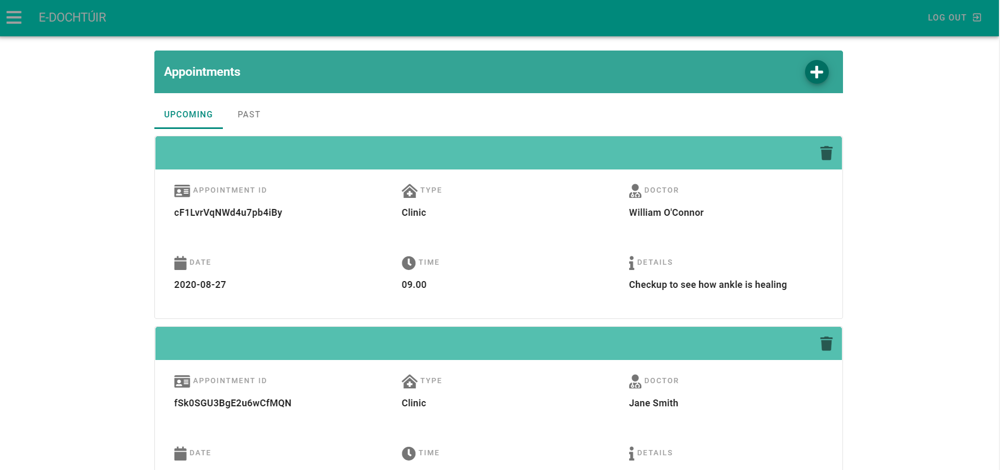 E-DOCHTÚIR
LOG OUT
Appointments
UPCOMING PAST
APPOINTMENT ID TYPE DOCTOR
cF1LvrVqNWd4u7pb4iBy Clinic William O'Connor
DATE TIME DETAILS
2020-08-27 09.00 Checkup to see how ankle is healing
APPOINTMENT ID TYPE DOCTOR
fSk0SGU3BgE2u6wCfMQN Clinic Jane Smith
DATE TIME DETAILS